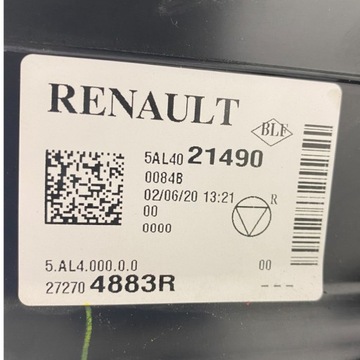 RENAULT
BLF
5AL40 21490
0084B
02/06/20 13:21
00
R
0000
5.AL4.000.0.0 00
27270 4883R ---